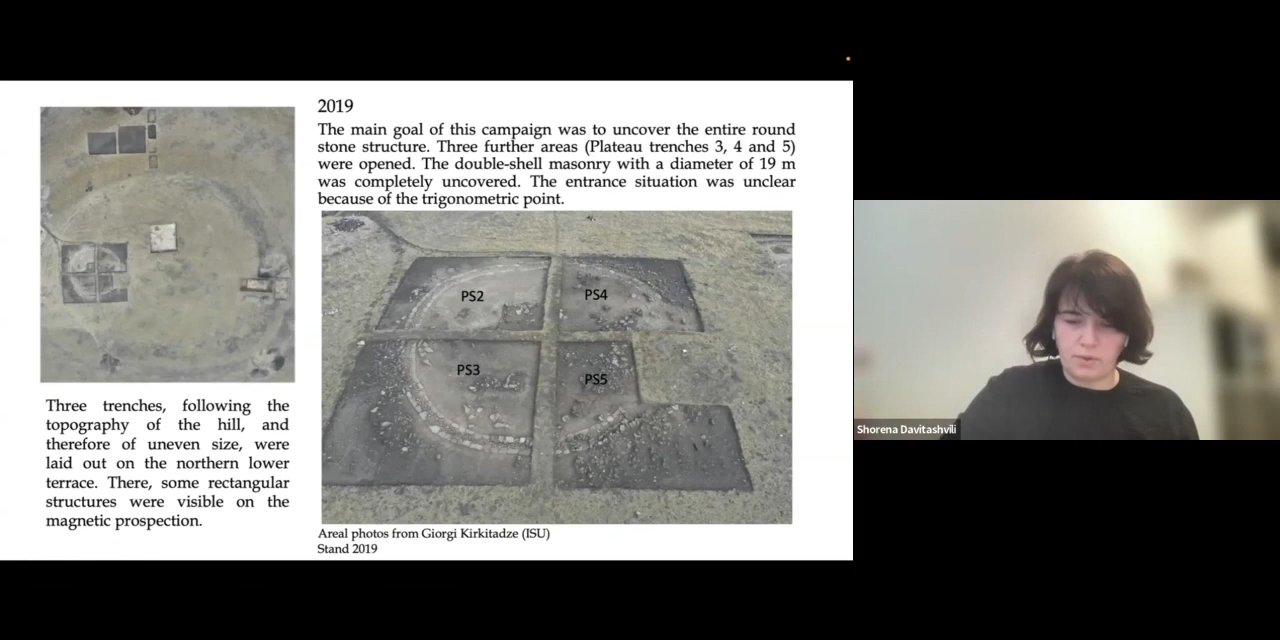 2019
The main goal of this campaign was to uncover the entire round
stone structure. Three further areas (Plateau trenches 3, 4 and 5)
were opened. The double-shell masonry with a diameter of 19 m
was completely uncovered. The entrance situation was unclear
because of the trigonometric point.
PS2
PS4
PS3
PS5
Areal photos from Giorgi Kirkitadze (ISU)
Stand 2019
Three trenches, following the
topography of the hill, and
therefore of uneven size, were
laid out on the northern lower
terrace. There, some rectangular
structures were visible on the
magnetic prospection.
Shorena Davitashvili